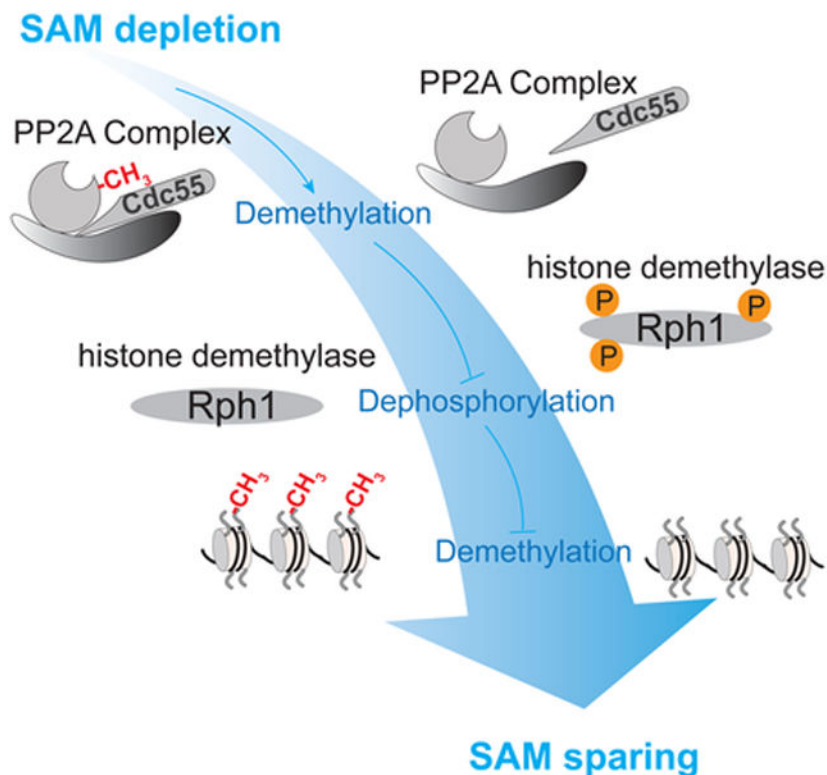 SAM depletion
PP2A Complex
-CH3
Cdc55
PP2A Complex
Cdc55
Demethylation
histone demethylase
P
P
Rph1
P
histone demethylase
Rph1
Dephosphorylation
-CH3
-CH3
-CH3
Demethylation
SAM sparing